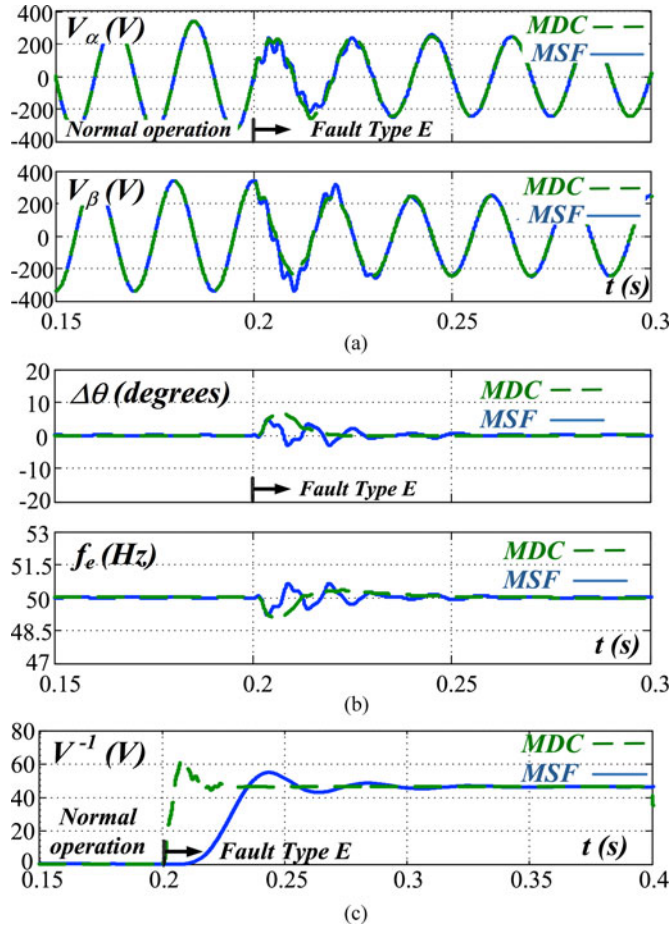 V_α (V)
MDC
MSF
400
200
0
-200
-400
Normal operation
Fault Type E
V_β (V)
MDC
MSF
400
200
0
-200
-400
t (s)
0.15
0.2
0.25
0.3
(a)
Δθ (degrees)
MDC
MSF
20
10
0
-10
-20
Fault Type E
f_e (Hz)
MDC
MSF
53
51.5
50
48.5
47
t (s)
0.15
0.2
0.25
0.3
(b)
V⁻¹ (V)
MDC
MSF
80
60
40
20
0
Normal
operation
Fault Type E
t (s)
0.15
0.2
0.25
0.3
0.35
0.4
(c)